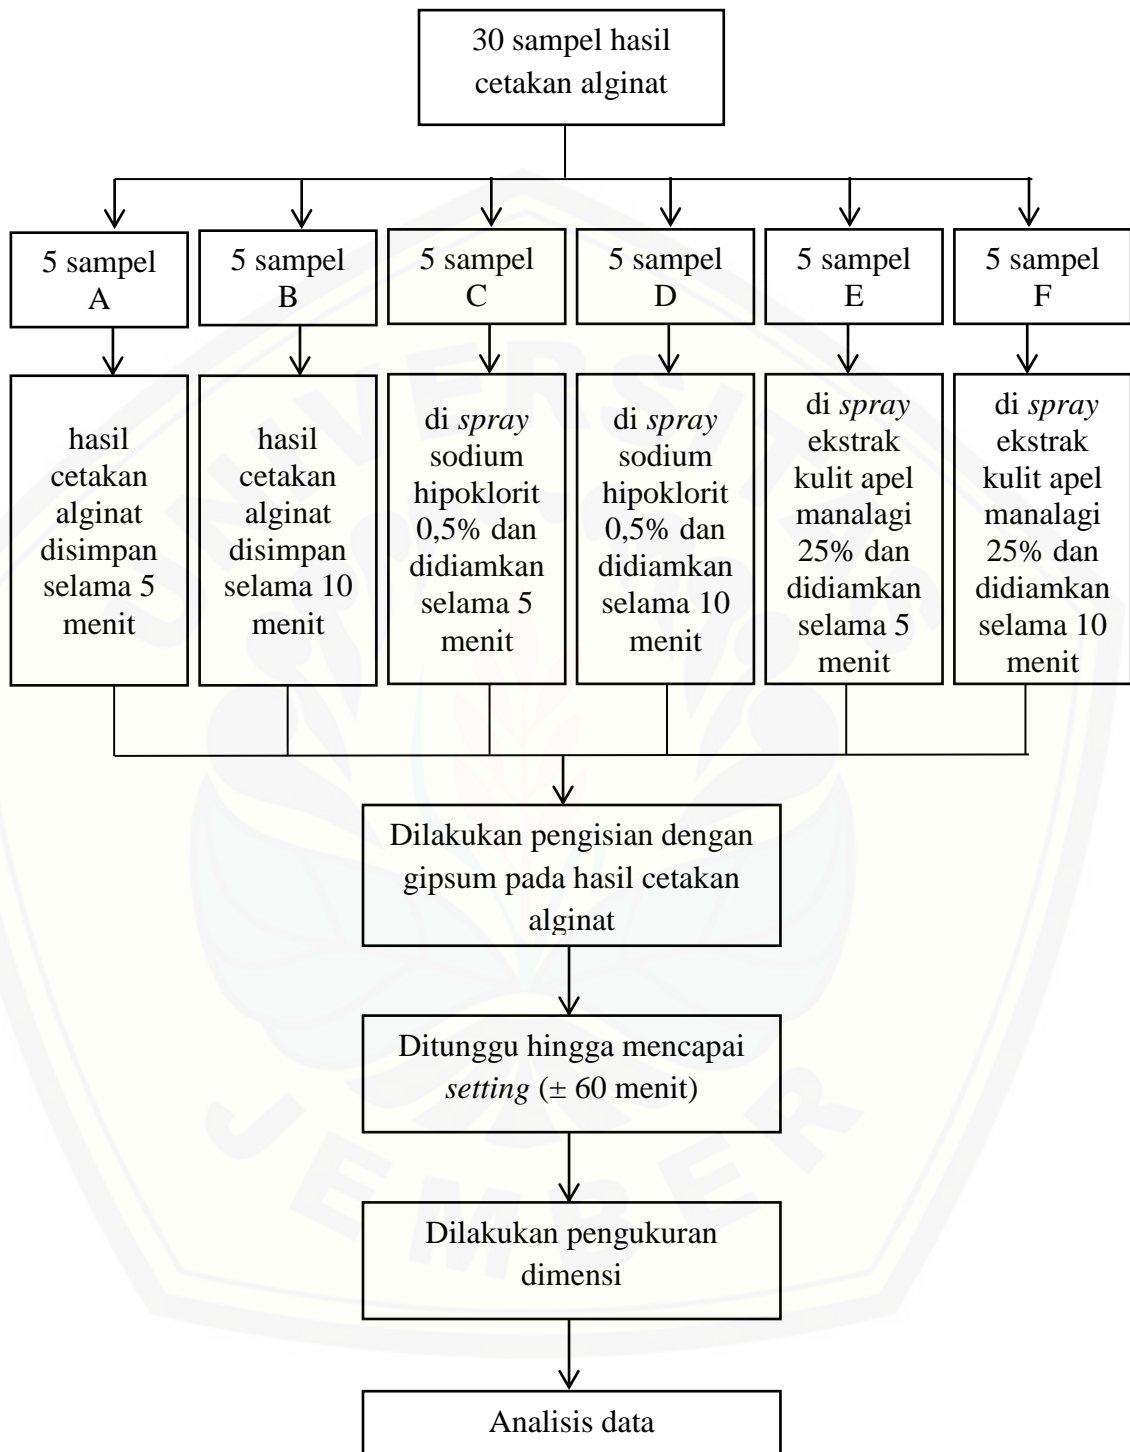 30 sampel hasil
cetakan alginat
5 sampel
A
5 sampel
B
5 sampel
C
5 sampel
D
5 sampel
E
5 sampel
F
hasil
cetakan
alginat
disimpan
selama 5
menit
hasil
cetakan
alginat
disimpan
selama 10
menit
di spray
sodium
hipoklorit
0,5% dan
didiamkan
selama 5
menit
di spray
sodium
hipoklorit
0,5% dan
didiamkan
selama 10
menit
di spray
ekstrak
kulit apel
manalagi
25% dan
didiamkan
selama 5
menit
di spray
ekstrak
kulit apel
manalagi
25% dan
didiamkan
selama 10
menit
Dilakukan pengisian dengan
gipsum pada hasil cetakan
alginat
Ditunggu hingga mencapai
setting (± 60 menit)
Dilakukan pengukuran
dimensi
Analisis data
UNIVERSITAS
JEMBER